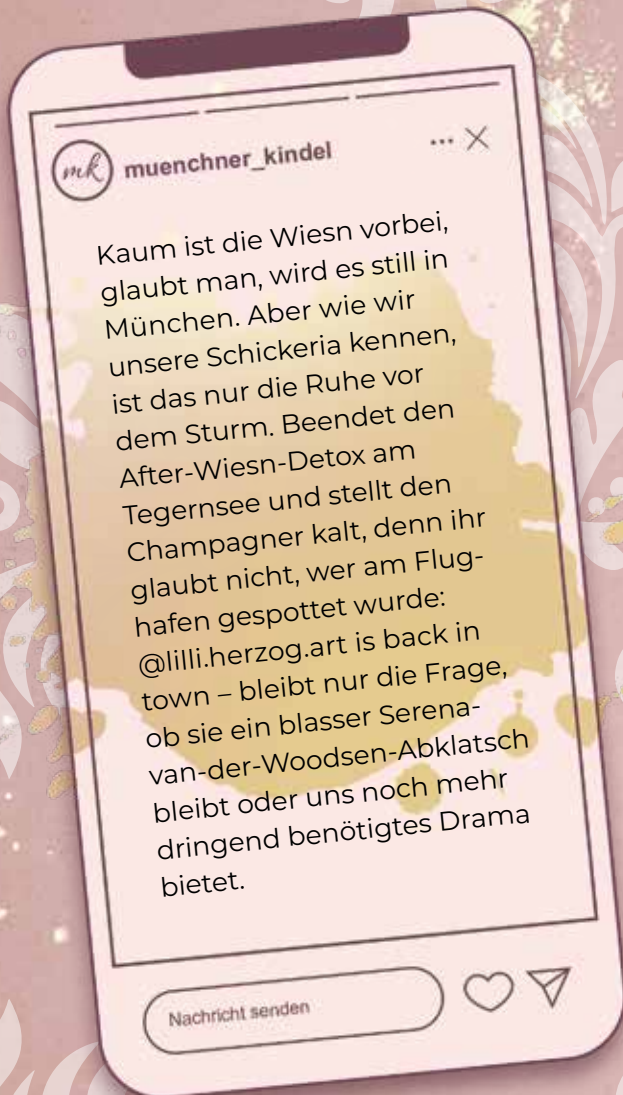 mk muenchner_kindel
Kaum ist die Wiesn vorbei,
glaubt man, wird es still in
München. Aber wie wir
unsere Schickeria kennen,
ist das nur die Ruhe vor
dem Sturm. Beendet den
After-Wiesn-Detox am
Tegernsee und stellt den
Champagner kalt, denn ihr
glaubt nicht, wer am Flug-
hafen gespottet wurde:
@lilli.herzog.art is back in
town – bleibt nur die Frage,
ob sie ein blasser Serena-
van-der-Woodsen-Abklatsch
bleibt oder uns noch mehr
dringend benötigtes Drama
bietet.
Nachricht senden